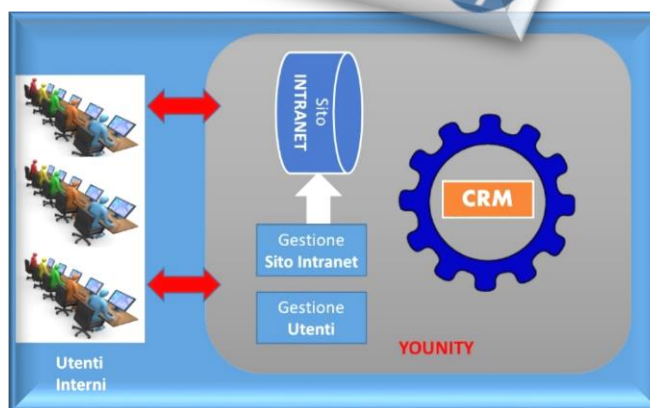 Sito
INTRANET
CRM
Gestione
Sito Intranet
Gestione
Utenti
YOUNITY
Utenti
Interni